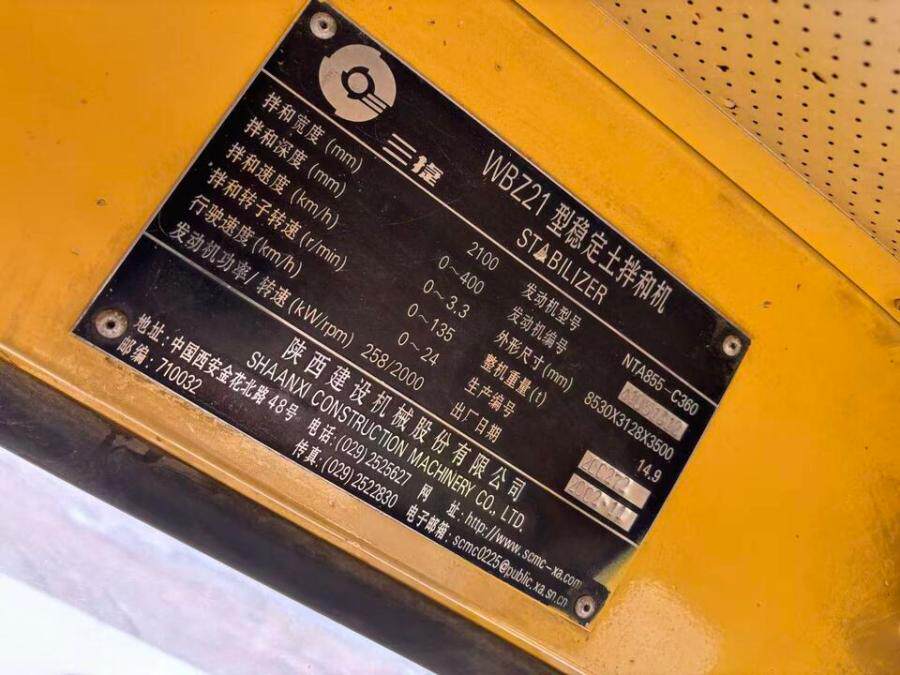 三捷
WBZ21 型稳定土拌和机
STABILIZER
拌和宽度 (mm) 2100 发动机型号 NTA855-C360
拌和深度 (mm) 0～400 发动机编号
拌和速度 (km/h) 0～3.3 外形尺寸(mm) 8530X3128X3500
拌和转子转速(r/min) 0～135 整机重量(t) 14.9
行驶速度(km/h) 0～24 生产编号
发动机功率/ 转速(kW/rpm) 258/2000 出厂日期
陕西建设机械股份有限公司
SHAANXI CONSTRUCTION MACHINERY CO., LTD.
地址: 中国西安金花北路 48号 电话: (029)2525627 网 址: http://www.scmc-xa.com
邮编: 710032 传真: (029)2522830 电子邮箱: scmc0225@public.xa.sn.cn